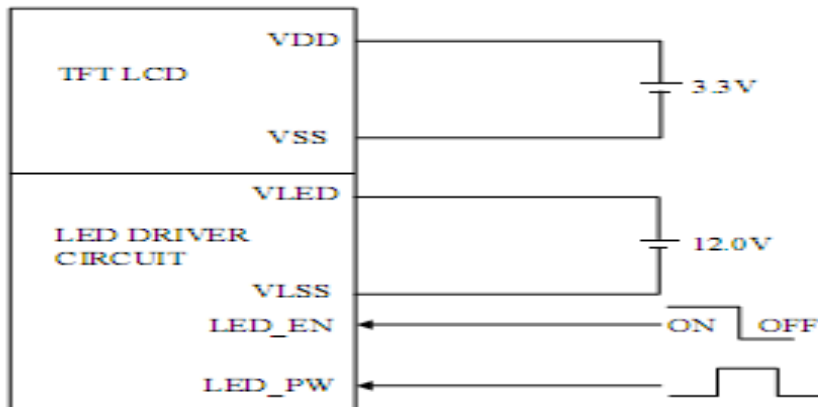 VDD
TFT LCD
3.3V
VSS
VLED
LED DRIVER
CIRCUIT
12.0V
VLSS
LED_EN
ON OFF
LED_PW